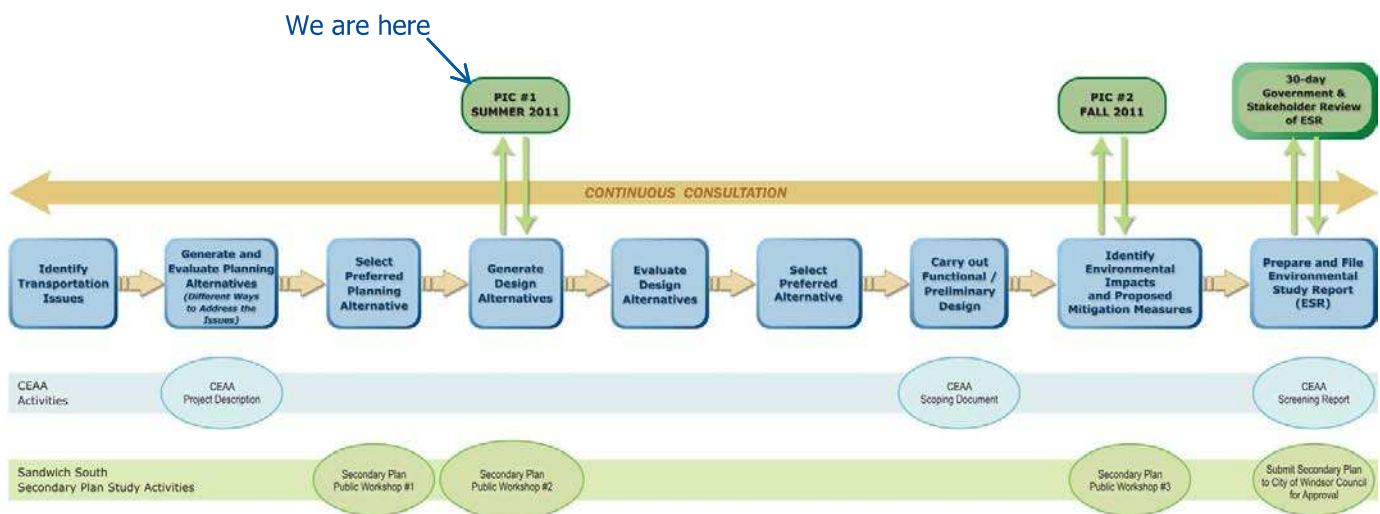 We are here
PIC #1
SUMMER 2011
PIC #2
FALL 2011
30-day
Government &
Stakeholder Review
of ESR
CONTINUOUS CONSULTATION
Identify
Transportation
Issues
Generate and
Evaluate Planning
Alternatives
(Different Ways
to Address the
Issues)
Select
Preferred
Planning
Alternative
Generate
Design
Alternatives
Evaluate
Design
Alternatives
Select
Preferred
Alternative
Carry out
Functional /
Preliminary
Design
Identify
Environmental
Impacts
and Proposed
Mitigation Measures
Prepare and File
Environmental
Study Report
(ESR)
CEAA
Activities
CEAA
Project Description
CEAA
Scoping Document
CEAA
Screening Report
Sandwich South
Secondary Plan Study Activities
Secondary Plan
Public Workshop #1
Secondary Plan
Public Workshop #2
Secondary Plan
Public Workshop #3
Submit Secondary Plan
to City of Windsor Council
for Approval